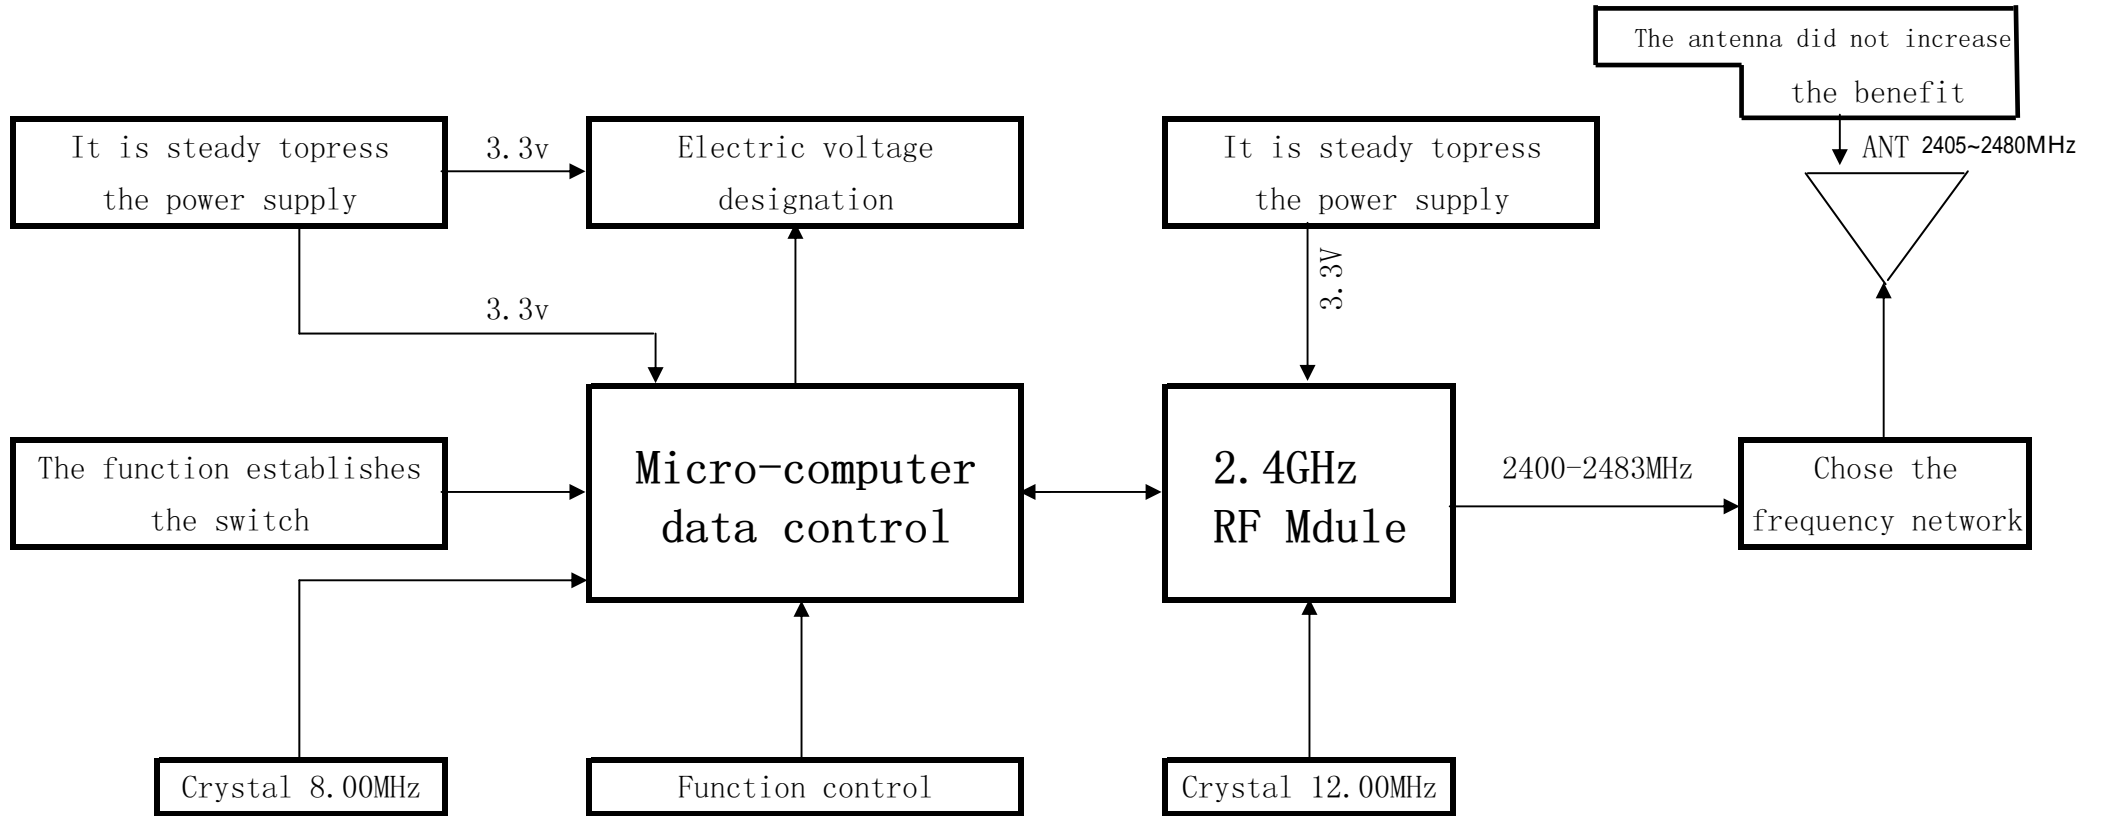 The antenna did not increase
the benefit
ANT 2405~2480MHz
It is steady topress
the power supply
3.3v
Electric voltage
designation
It is steady topress
the power supply
3.3V
3.3v
The function establishes
the switch
Micro-computer
data control
2.4GHz
RF Mdule
2400-2483MHz
Chose the
frequency network
Crystal 8.00MHz
Function control
Crystal 12.00MHz